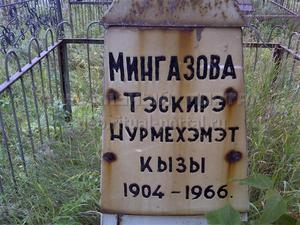 Мингазова
Тэскирэ
Нурмехэмэт
кызы
1904-1966.